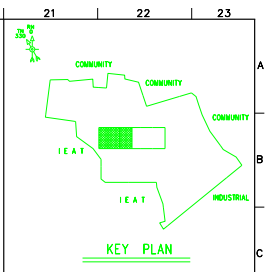 21 22 23
COMMUNITY
A
COMMUNITY
COMMUNITY
IEAT
B
IEAT
INDUSTRIAL
KEY PLAN
C